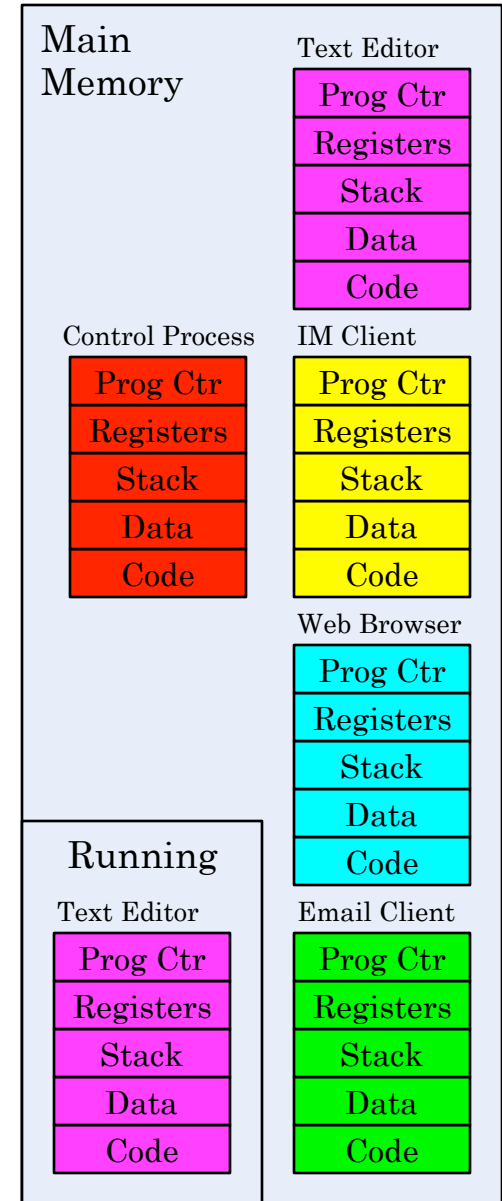 Main
Memory
Text Editor
Prog Ctr
Registers
Stack
Data
Code
Control Process
Prog Ctr
Registers
Stack
Data
Code
IM Client
Prog Ctr
Registers
Stack
Data
Code
Web Browser
Prog Ctr
Registers
Stack
Data
Code
Running
Text Editor
Prog Ctr
Registers
Stack
Data
Code
Email Client
Prog Ctr
Registers
Stack
Data
Code